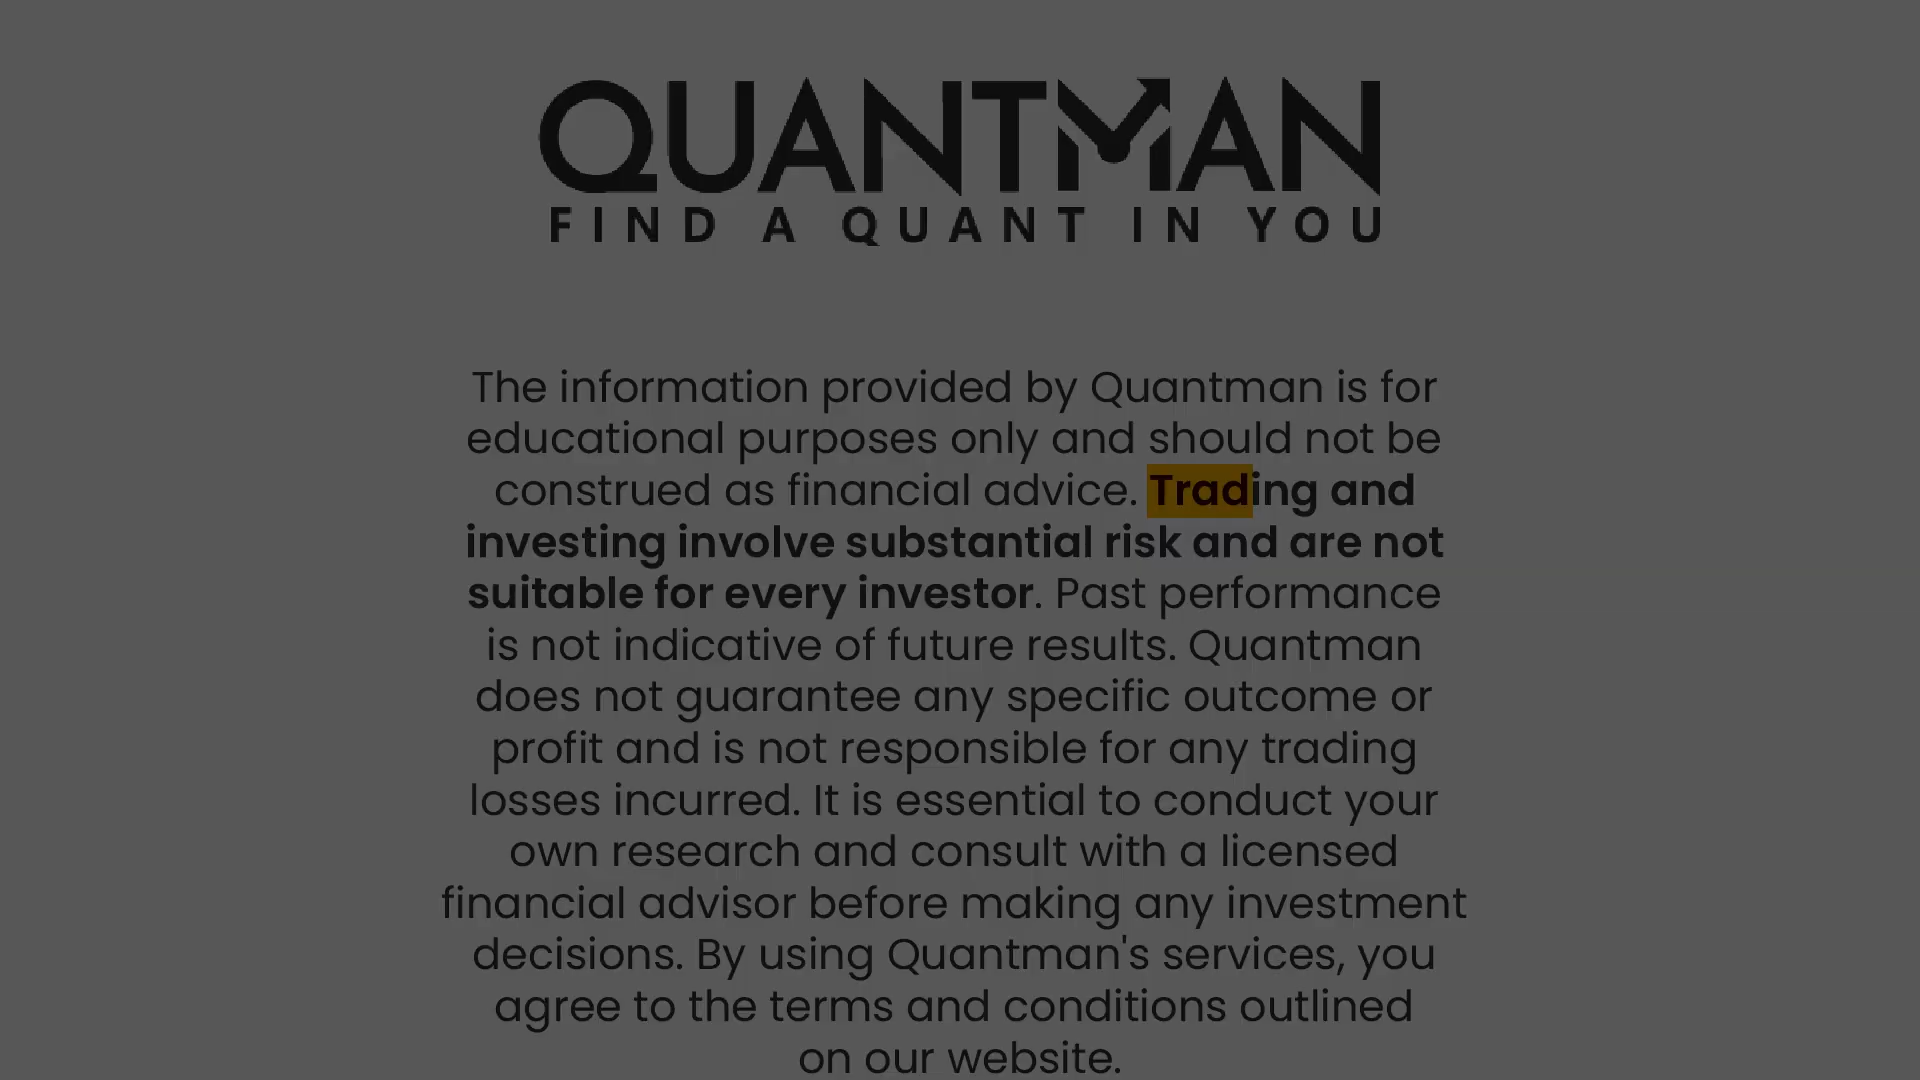 QUANTMAN
FIND A QUANT IN YOU
The information provided by Quantman is for
educational purposes only and should not be
construed as financial advice. Trading and
investing involve substantial risk and are not
suitable for every investor. Past performance
is not indicative of future results. Quantman
does not guarantee any specific outcome or
profit and is not responsible for any trading
losses incurred. It is essential to conduct your
own research and consult with a licensed
financial advisor before making any investment
decisions. By using Quantman's services, you
agree to the terms and conditions outlined
on our website.